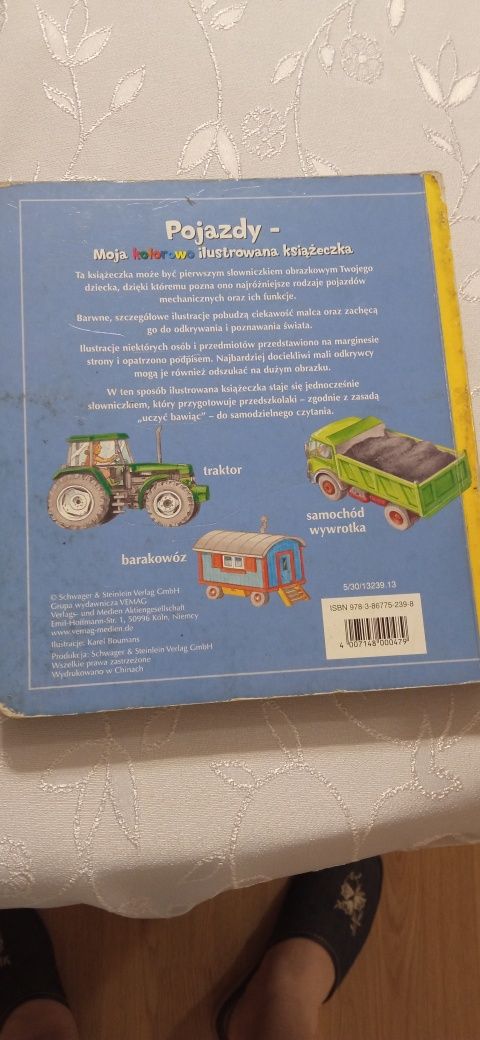 Pojazdy -
Moja kolorowo ilustrowana książeczka
Ta książeczka może być pierwszym słowniczkiem obrazkowym Twojego
dziecka, dzięki któremu pozna ono najróżniejsze rodzaje pojazdów
mechanicznych oraz ich funkcje.
Barwne, szczegółowe ilustracje pobudzą ciekawość malca oraz zachęcą
go do odkrywania i poznawania świata.
Ilustracje niektórych osób i przedmiotów przedstawiono na marginesie
strony i opatrzono podpisem. Najbardziej dociekliwi mali odkrywcy
mogą je również odszukać na dużym obrazku.
W ten sposób ilustrowana książeczka staje się jednocześnie
słowniczkiem, który przygotowuje przedszkolaki – zgodnie z zasadą
„uczyć bawiąc” – do samodzielnego czytania.
traktor
samochód
wywrotka
barakowóz
© Schwager & Steinlein Verlag GmbH
Grupa wydawnicza VEMAG
Verlags- und Medien Aktiengesellschaft
Emil-Hoffmann-Str. 1, 50996 Köln, Niemcy
www.vemag-medien.de
Ilustracje: Karel Boumans
Produkcja: Schwager & Steinlein Verlag GmbH
Wszelkie prawa zastrzeżone
Wydrukowano w Chinach
5/30/13239.13
ISBN 978-3-86775-239-8
4 007148 000479